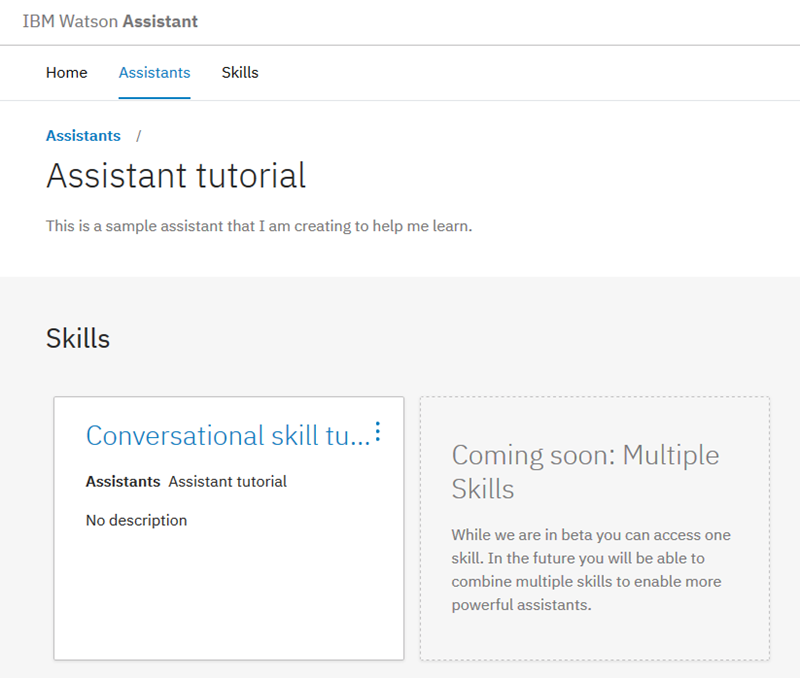 IBM Watson Assistant
Home Assistants Skills
Assistants /
Assistant tutorial
This is a sample assistant that I am creating to help me learn.
Skills
Conversational skill tu...
Assistants Assistant tutorial
No description
Coming soon: Multiple
Skills
While we are in beta you can access one
skill. In the future you will be able to
combine multiple skills to enable more
powerful assistants.